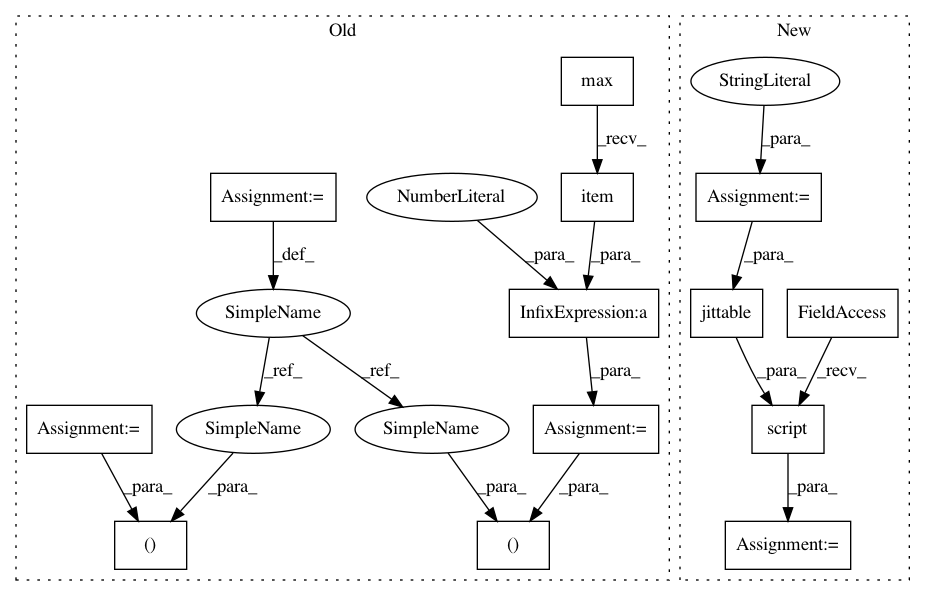 Old
New
max
StringLiteral
_recv_
_para_
Assignment:=
NumberLiteral
item
Assignment:=
_def_
_para_
_para_
_para_
SimpleName
InfixExpression:a
jittable
FieldAccess
_ref_
_ref_
_para_
_para_
_recv_
Assignment:=
SimpleName
SimpleName
Assignment:=
script
_para_
_para_
_para_
_para_
_para_
()
()
Assignment:=